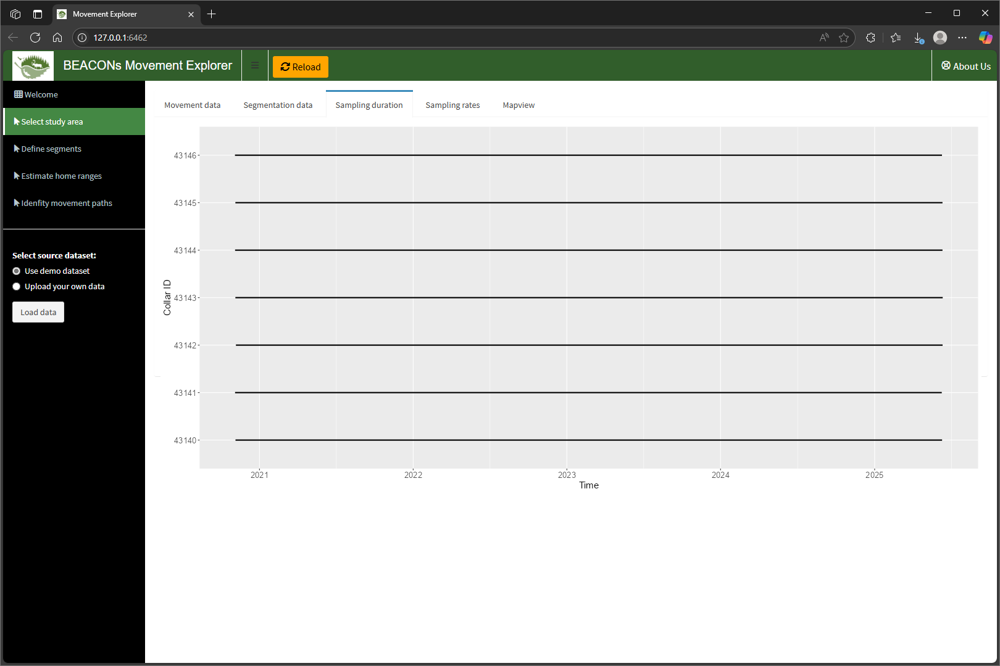 Movement Explorer
127.0.0.1:6462
BEACONs Movement Explorer
Reload
About Us
Welcome
Select study area
Define segments
Estimate home ranges
Idenfity movement paths
Select source dataset:
Use demo dataset
Upload your own data
Load data
Movement data Segmentation data Sampling duration Sampling rates Mapview
Collar ID
43146
43145
43144
43143
43142
43141
43140
2021 2022 2023 2024 2025
Time